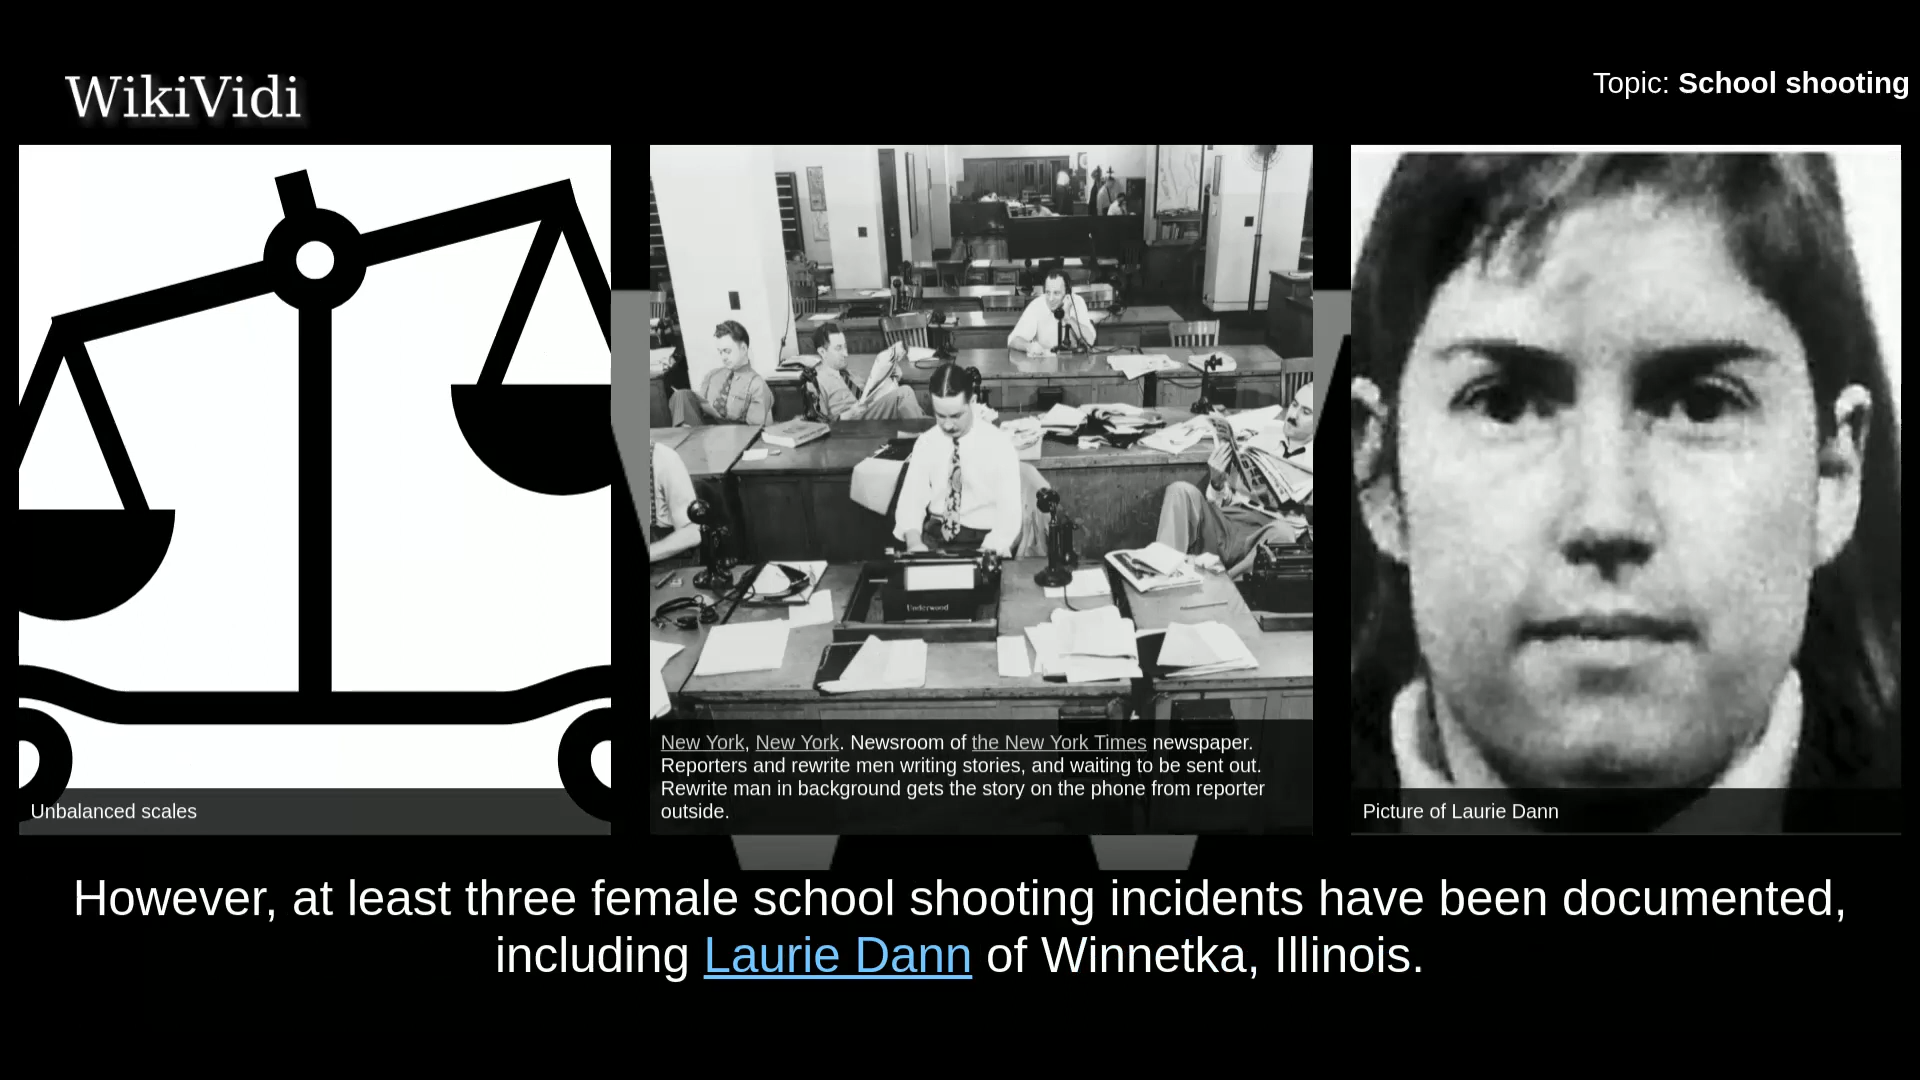 WikiVidi
Topic: School shooting
Underwood
Unbalanced scales
New York, New York. Newsroom of the New York Times newspaper.
Reporters and rewrite men writing stories, and waiting to be sent out.
Rewrite man in background gets the story on the phone from reporter
outside.
Picture of Laurie Dann
However, at least three female school shooting incidents have been documented,
including Laurie Dann of Winnetka, Illinois.